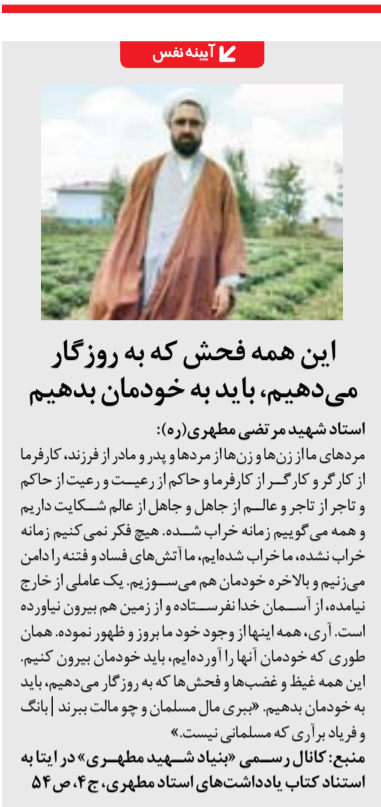 آیینه نفس
این همه فحش که به روزگار
می‌دهیم، باید به خودمان بدهیم
استاد شهید مرتضی مطهری(ره):
مردهای ما از زن‌ها و زن‌ها از مردها و پدر و مادر از فرزند، کارفرما
از کارگر و کارگر از کارفرما و حاکم از رعیت و رعیت از حاکم
و تاجر از تاجر و عالم از جاهل و جاهل از عالم شکایت داریم
و همه می‌گوییم زمانه خراب شده. هیچ فکر نمی‌کنیم زمانه
خراب نشده، ما خراب شده‌ایم، ما آتش‌های فساد و فتنه را دامن
می‌زنیم و بالاخره خودمان هم می‌سوزیم. یک عاملی از خارج
نیامده، از آسمان خدا نفرستاده و از زمین هم بیرون نیاورده
است. آری، همه اینها از وجود خود ما بروز و ظهور نموده. همان
طوری که خودمان آنها را آورده‌ایم، باید خودمان بیرون کنیم.
این همه غیظ و غضب‌ها و فحش‌ها که به روزگار می‌دهیم، باید
به خودمان بدهیم. «ببری مال مسلمان و چو مالت ببرند | بانگ
و فریاد برآری که مسلمانی نیست.»
منبع: کانال رسمی «بنیاد شهید مطهری» در ایتا به
استناد کتاب یادداشت‌های استاد مطهری، ج۴، ص۵۴